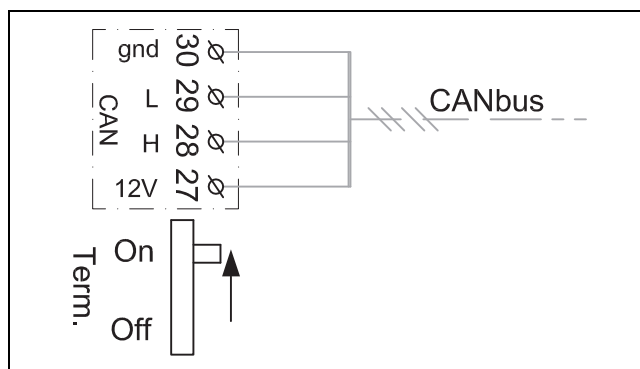 gnd 30
L 29
CANbus
CAN
H 28
12V 27
On
Term.
Off